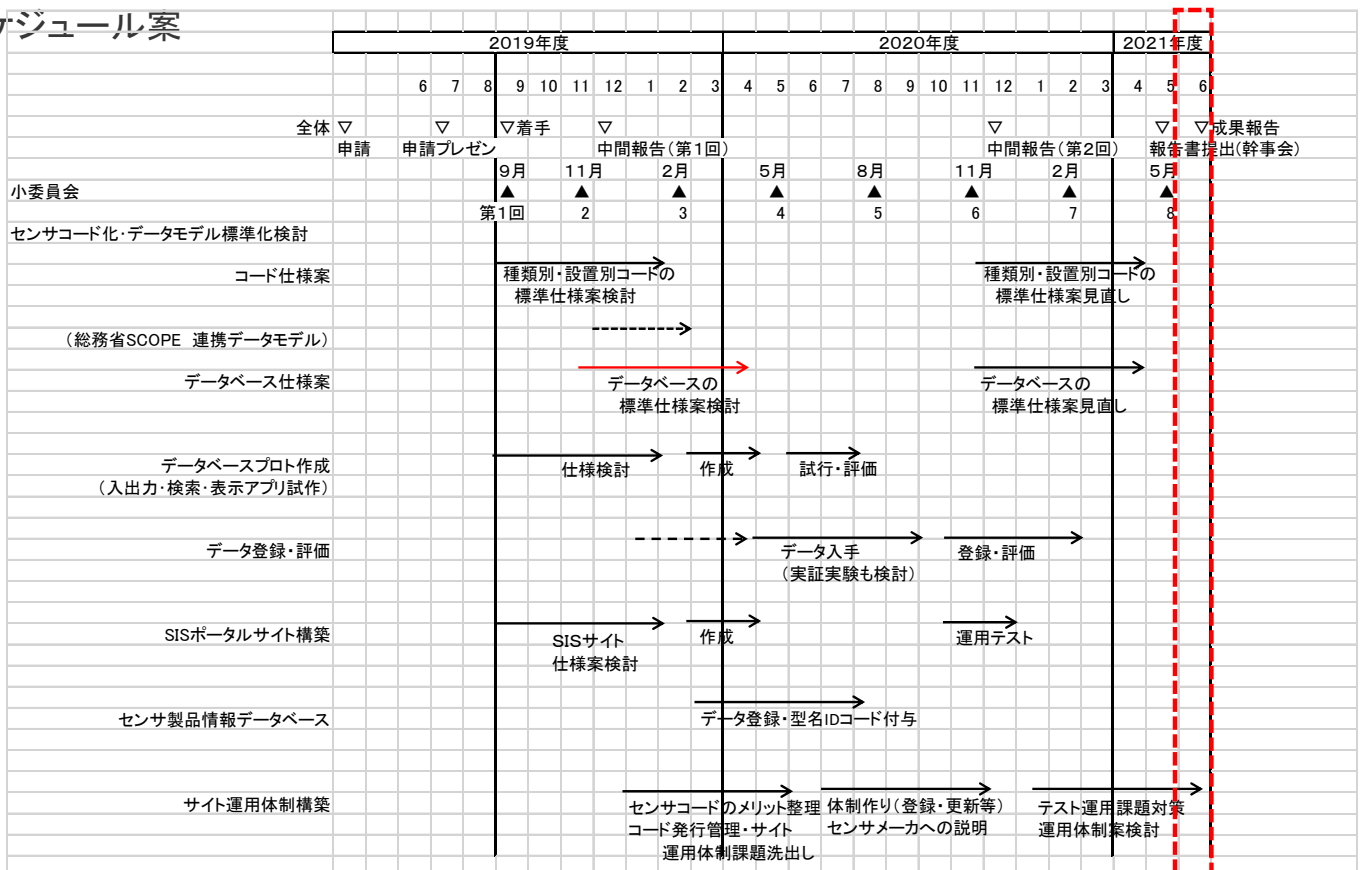 ケジュール案
2019年度 2020年度 2021年度
6 7 8 9 10 11 12 1 2 3 4 5 6 7 8 9 10 11 12 1 2 3 4 5 6
全体 ▽ ▽ ▽着手 ▽ ▽ ▽ ▽成果報告
申請 申請プレゼン 中間報告(第1回) 中間報告(第2回) 報告書提出(幹事会)
9月 11月 2月 5月 8月 11月 2月 5月
小委員会 ▲ ▲ ▲ ▲ ▲ ▲ ▲ ▲
第1回 2 3 4 5 6 7 8
センサコード化・データモデル標準化検討
コード仕様案 種類別・設置別コードの 種類別・設置別コードの
標準仕様案検討 標準仕様案見直し
(総務省SCOPE 連携データモデル)
データベース仕様案 データベースの データベースの
標準仕様案検討 標準仕様案見直し
データベースプロト作成 仕様検討 作成 試行・評価
(入出力・検索・表示アプリ試作)
データ登録・評価 データ入手 登録・評価
(実証実験も検討)
SISポータルサイト構築 SISサイト 作成 運用テスト
仕様案検討
センサ製品情報データベース データ登録・型名IDコード付与
サイト運用体制構築 センサコードのメリット整理 体制作り(登録・更新等) テスト運用課題対策
コード発行管理・サイト センサメーカへの説明 運用体制案検討
運用体制課題洗出し